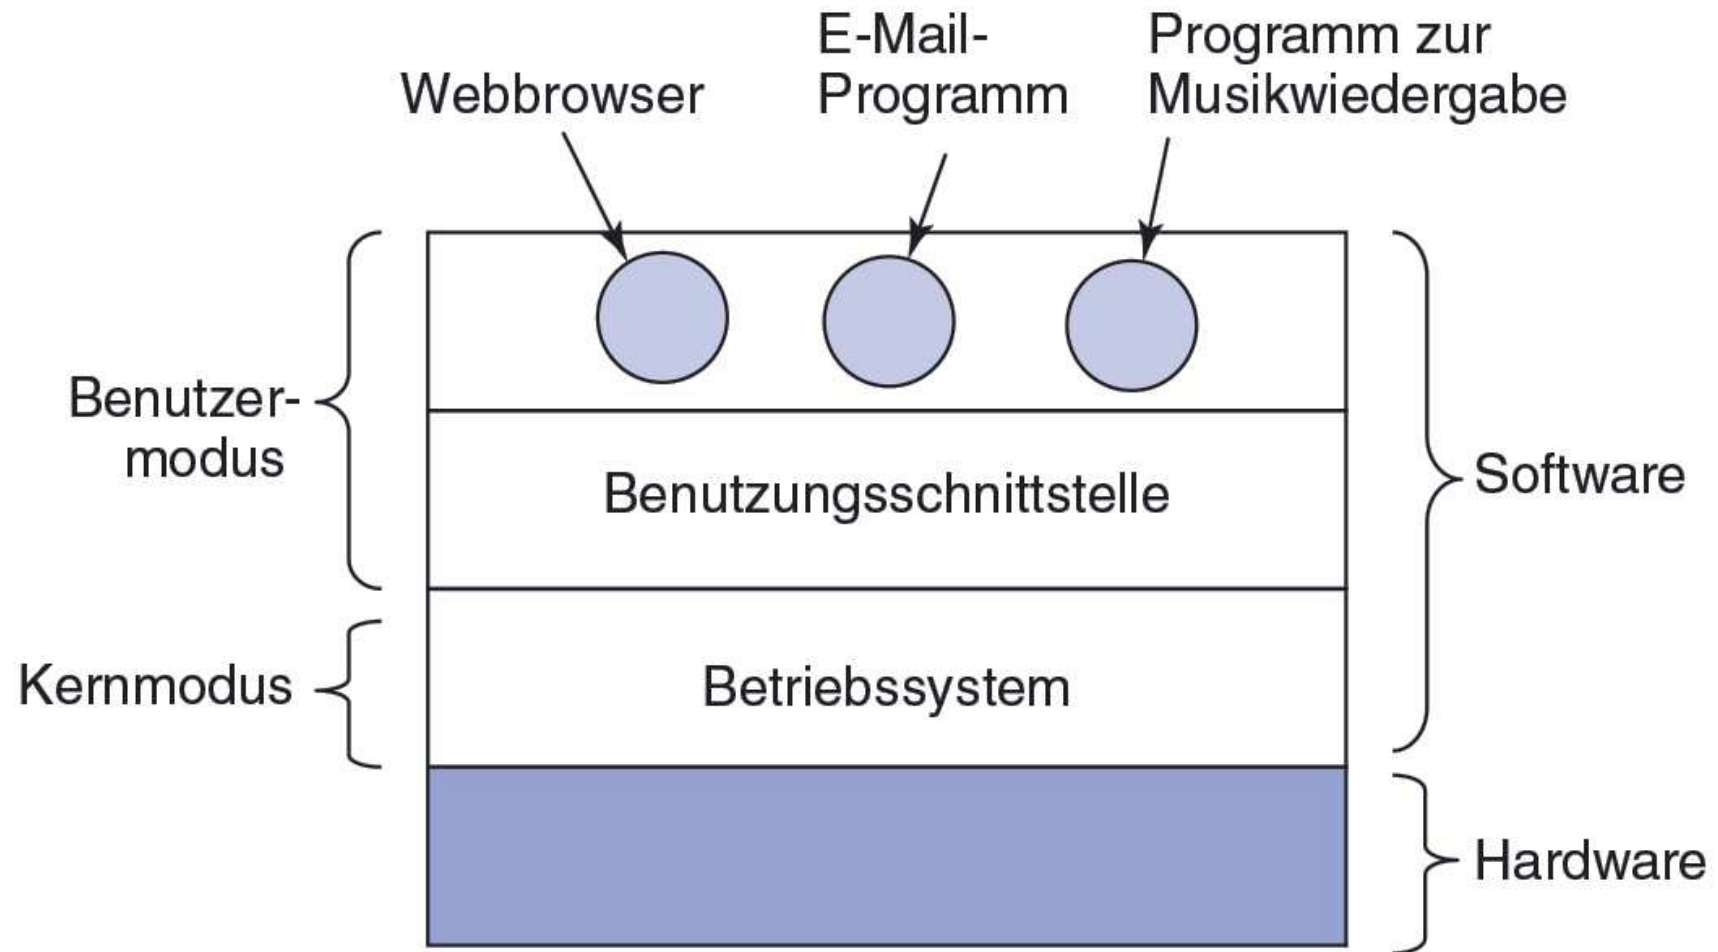 Webbrowser
E-Mail-
Programm
Programm zur
Musikwiedergabe
Benutzer-
modus
Benutzungsschnittstelle
Software
Kernmodus
Betriebssystem
Hardware